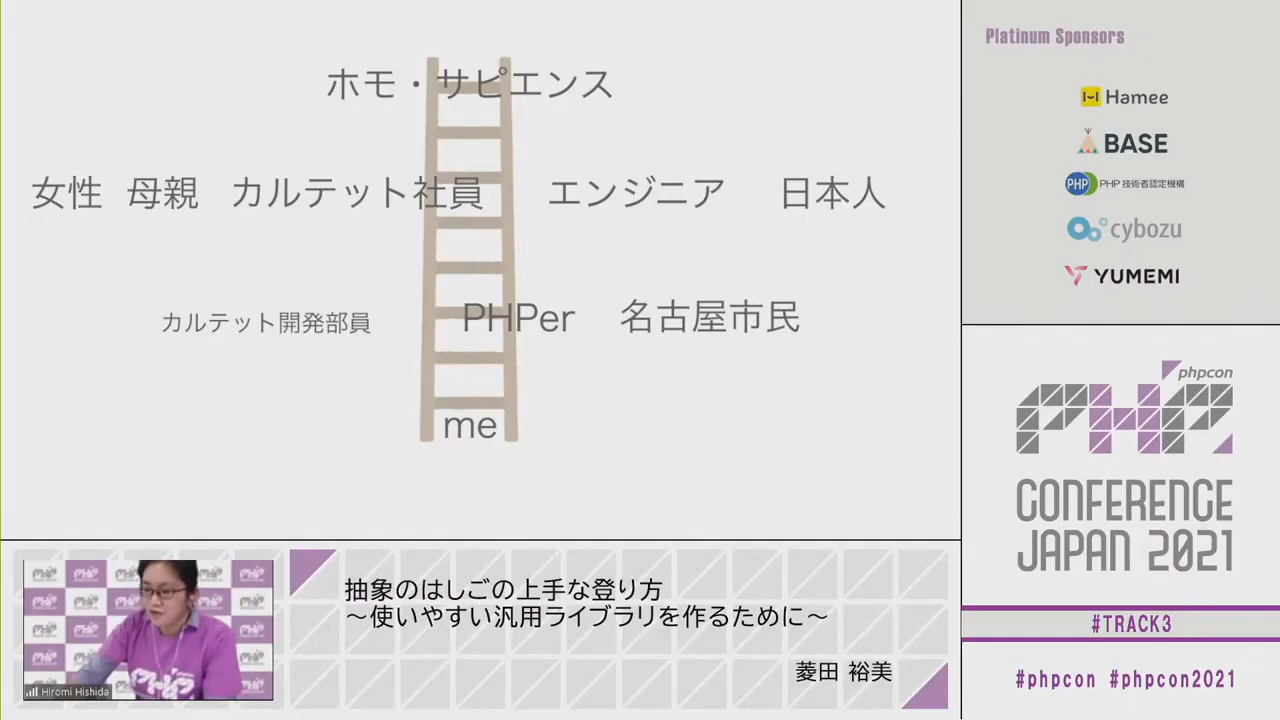 ホモ・サピエンス
女性 母親 カルテット社員 エンジニア 日本人
カルテット開発部員 PHPer 名古屋市民
me
Platinum Sponsors
Hamee
BASE
PHP PHP技術者認定機構
cybozu
YUMEMI
phpcon
PHP
CONFERENCE
JAPAN 2021
#TRACK3
#phpcon #phpcon2021
抽象のはしごの上手な登り方
〜使いやすい汎用ライブラリを作るために〜
菱田 裕美
Hiromi Hishida